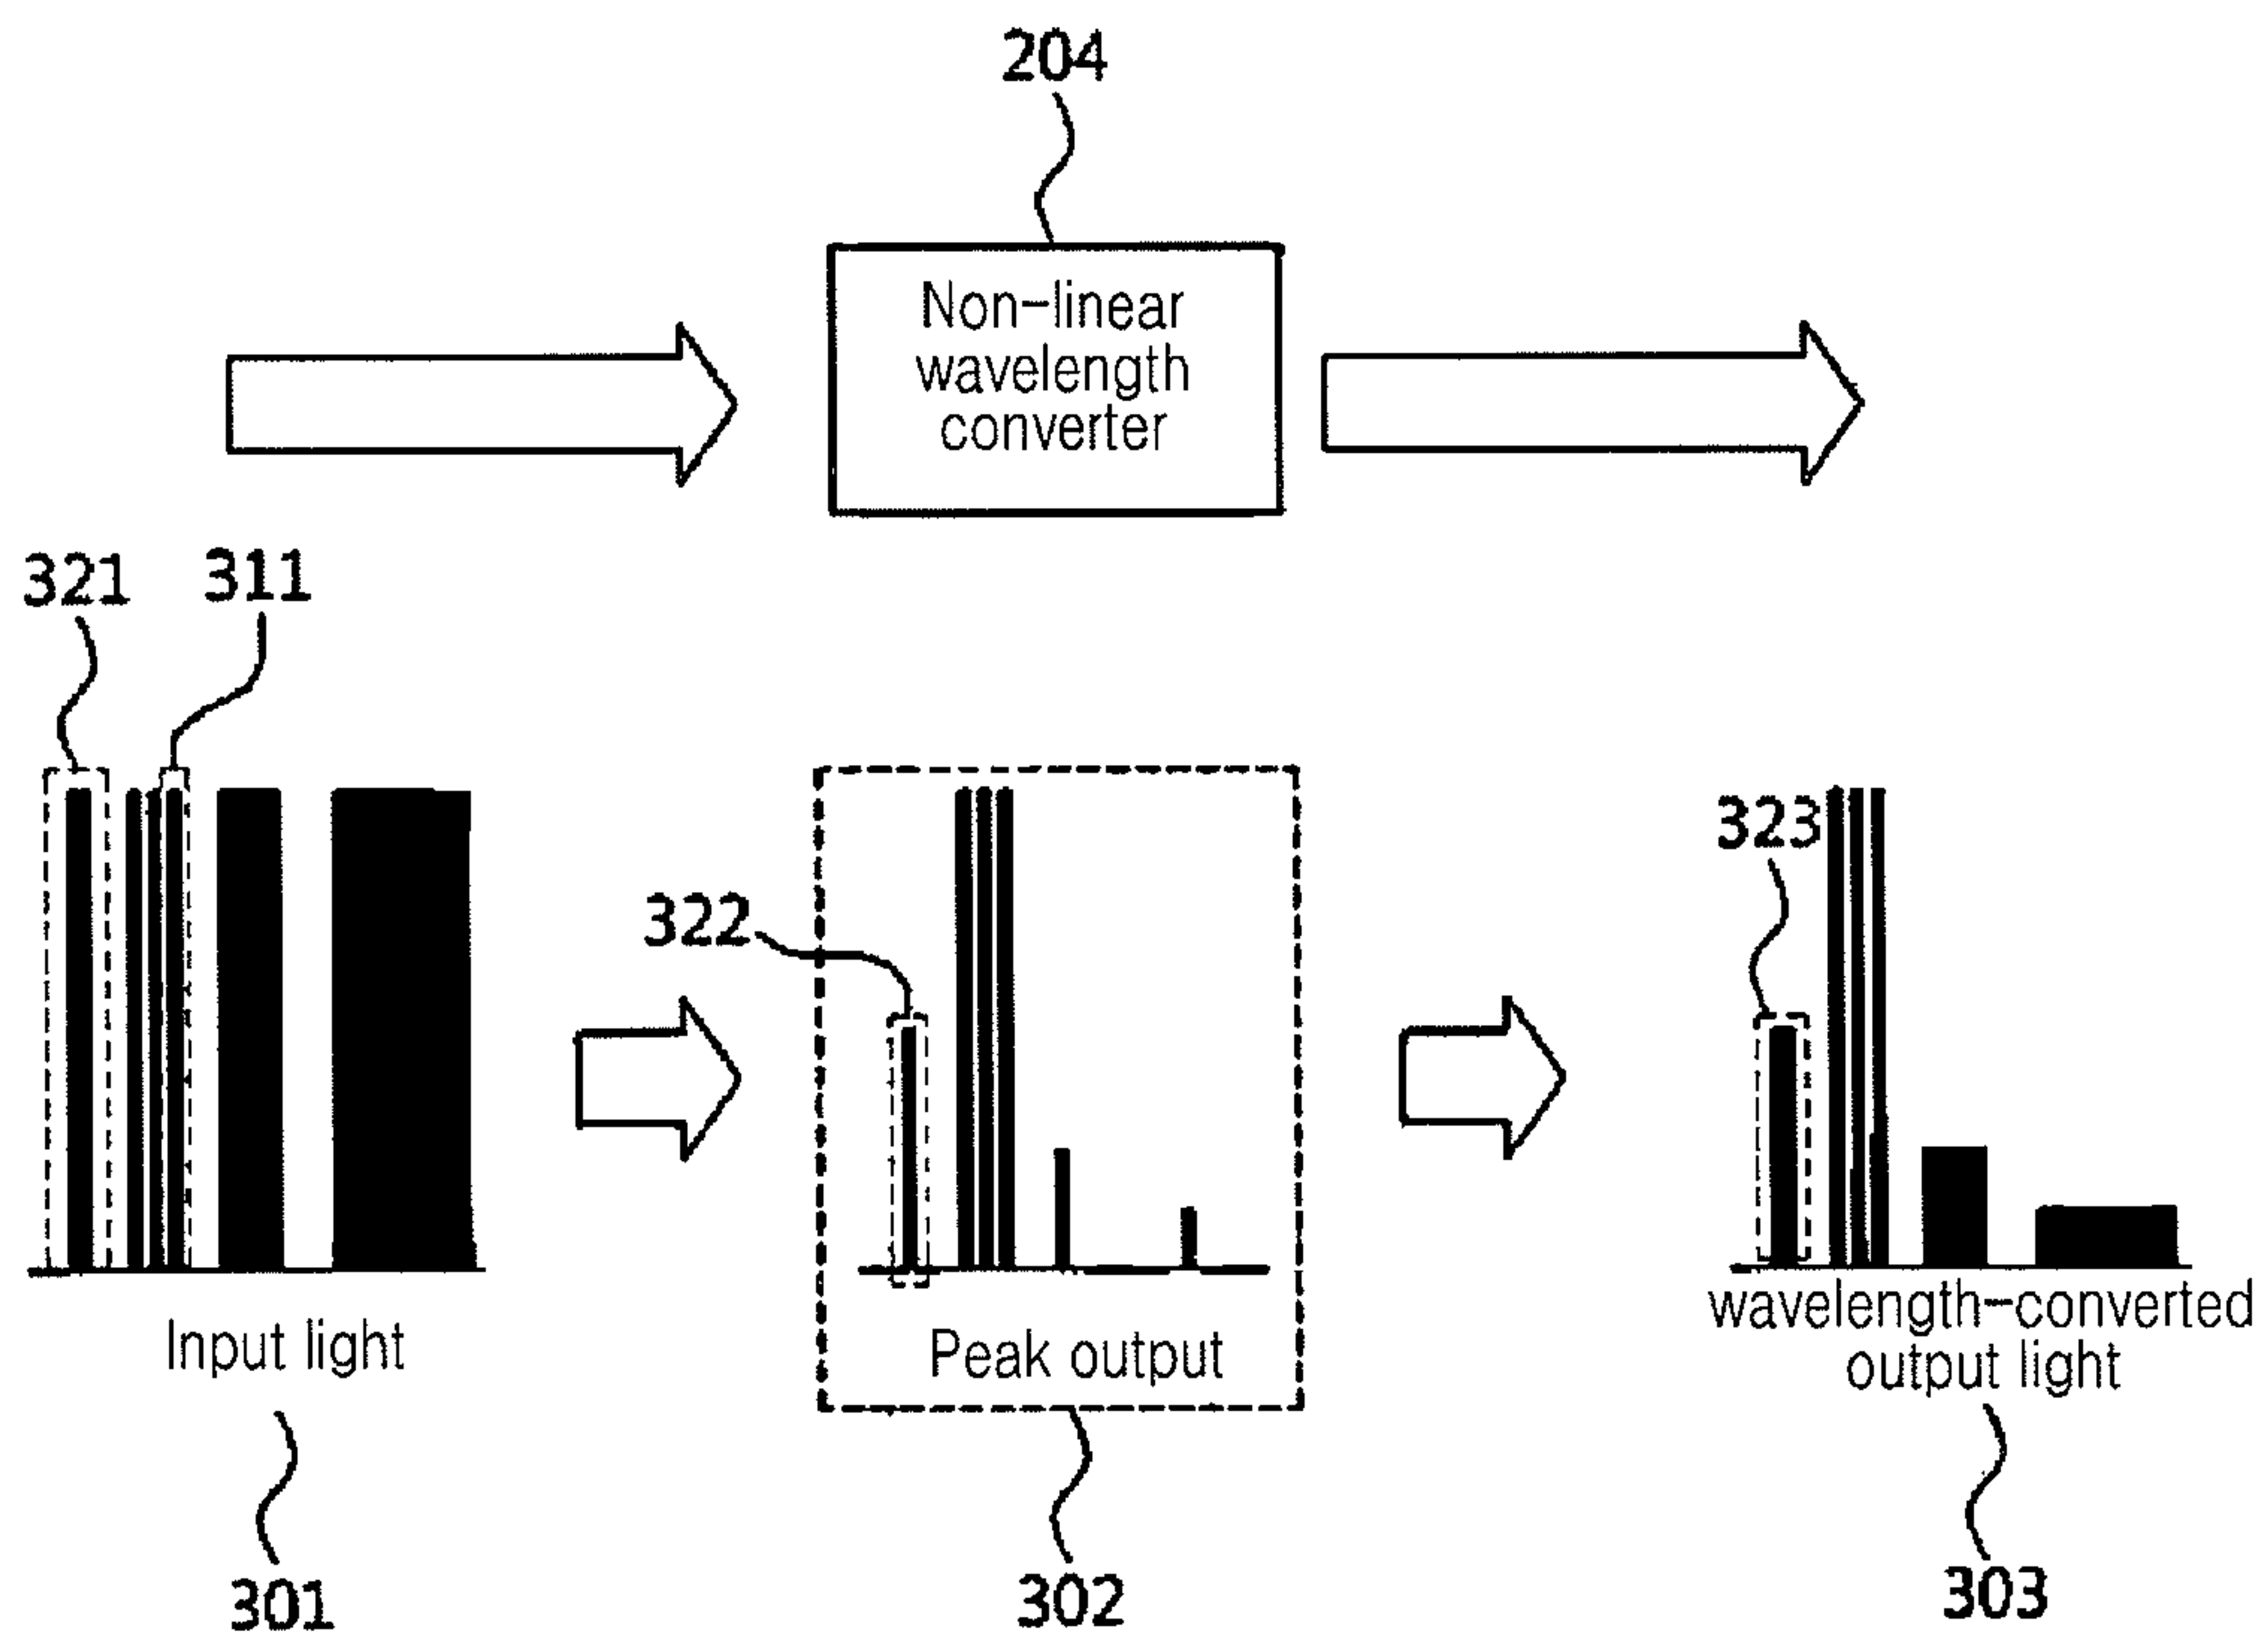 204
Non-linear
wavelength
converter
321
311
322
323
Input light
Peak output
wavelength-converted
output light
301
302
303